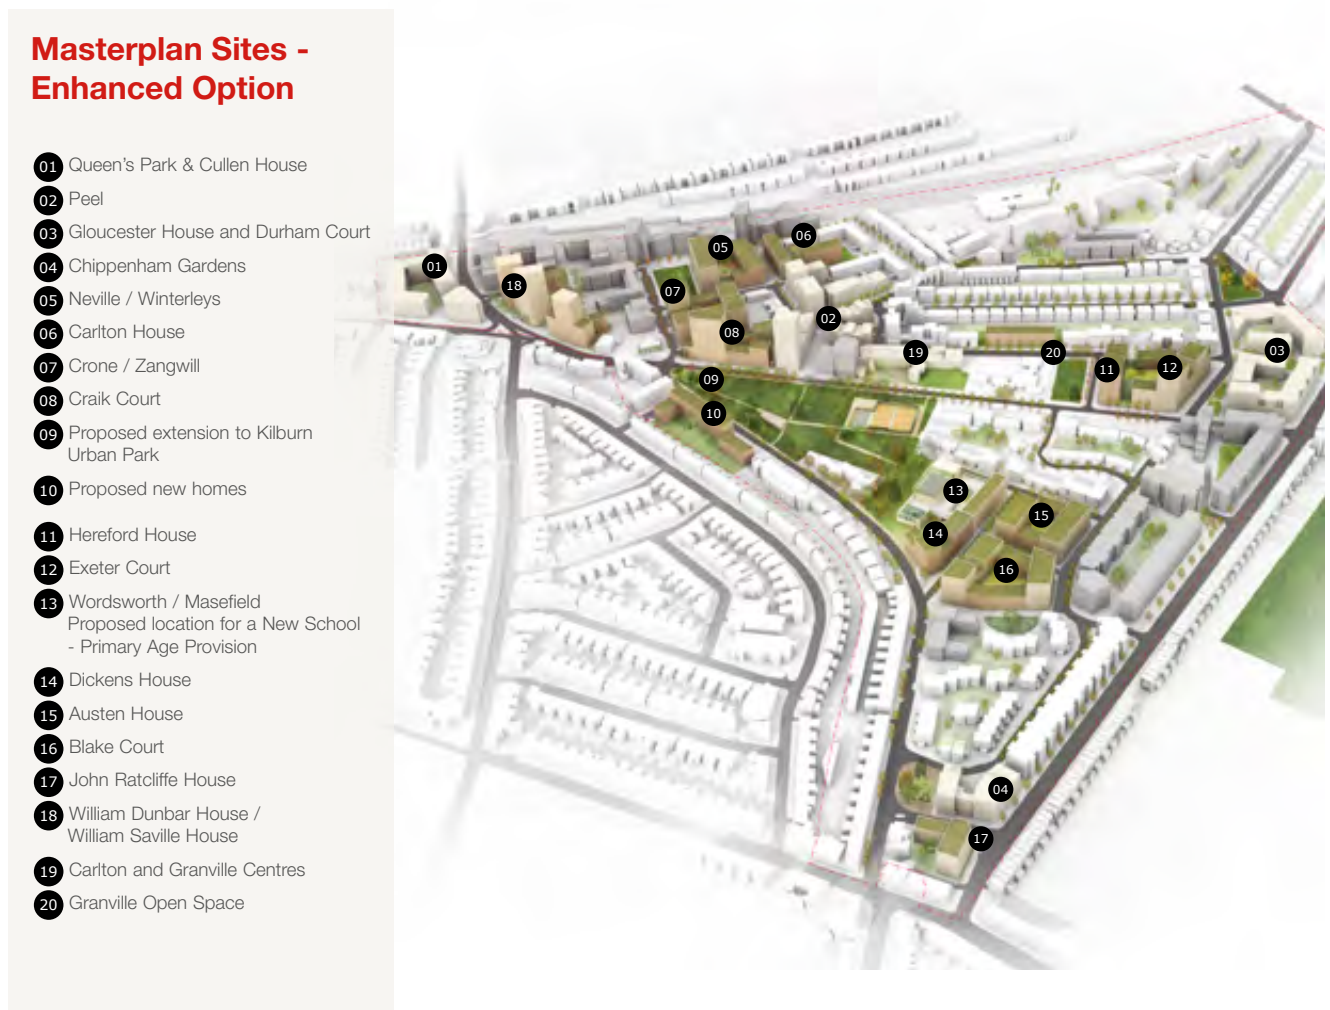 Masterplan Sites -
Enhanced Option
01 Queen's Park & Cullen House
02 Peel
03 Gloucester House and Durham Court
04 Chippenham Gardens
05 Neville / Winterleys
06 Carlton House
07 Crone / Zangwill
08 Craik Court
09 Proposed extension to Kilburn
Urban Park
10 Proposed new homes
11 Hereford House
12 Exeter Court
13 Wordsworth / Masefield
Proposed location for a New School
- Primary Age Provision
14 Dickens House
15 Austen House
16 Blake Court
17 John Ratcliffe House
18 William Dunbar House /
William Saville House
19 Carlton and Granville Centres
20 Granville Open Space
01
18
05
06
07
08
02
19
20
11
12
03
09
10
13
14
15
16
04
17